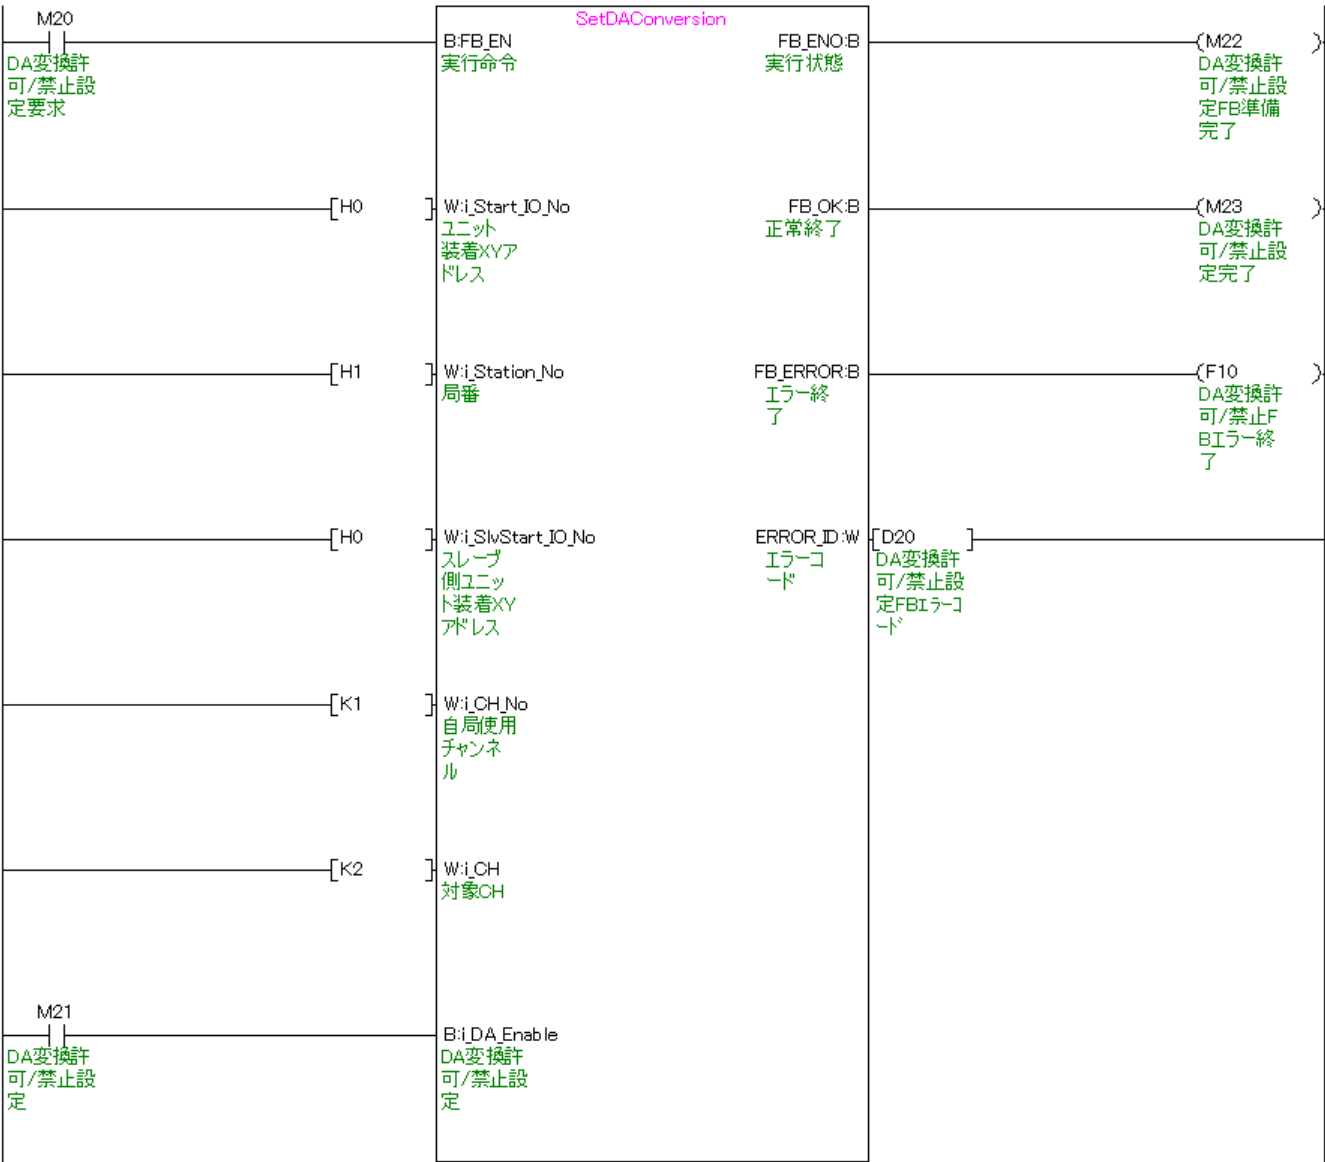 M20
SetDAConversion
B:FB_EN
FB_ENO:B
(M22 )
DA変換許
可/禁止設
定要求
実行命令
実行状態
DA変換許
可/禁止設
定FB準備
完了
[H0 ]
W:i_Start_IO_No
FB_OK:B
(M23 )
ユニット
装着XYア
ドレス
正常終了
DA変換許
可/禁止設
定完了
[H1 ]
W:i_Station_No
FB_ERROR:B
(F10 )
局番
エラー終
了
DA変換許
可/禁止F
Bエラー終
了
[H0 ]
W:i_SlvStart_IO_No
ERROR_ID:W
[D20 ]
スレーブ
側ユニッ
ト装着XY
アドレス
エラーコ
ード
DA変換許
可/禁止設
定FBエラーコ
ード
[K1 ]
W:i_CH_No
自局使用
チャンネ
ル
[K2 ]
W:i_CH
対象CH
M21
B:i_DA_Enable
DA変換許
可/禁止設
定
DA変換許
可/禁止設
定